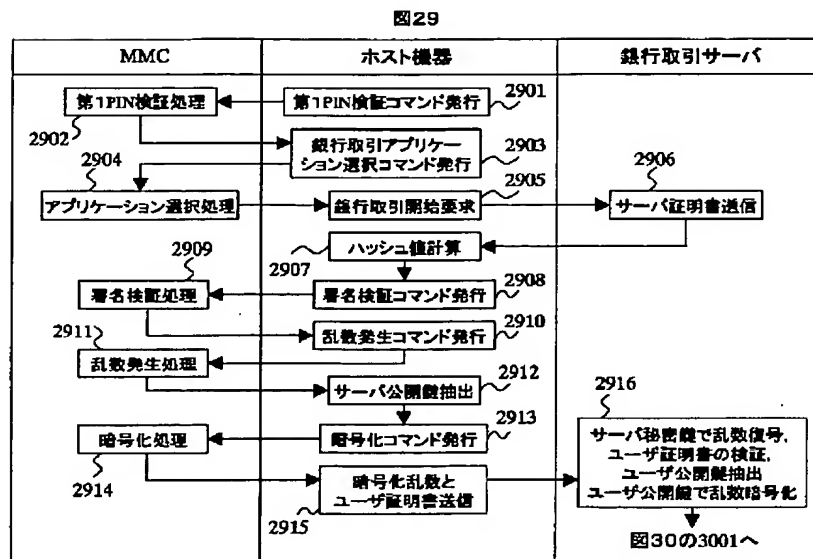 図29
MMC
ホスト機器
銀行取引サーバ
第1PIN検証処理
第1PIN検証コマンド発行
2901
2902
銀行取引アプリケー
ション選択コマンド発行
2903
2904
アプリケーション選択処理
2905
銀行取引開始要求
2906
サーバ証明書送信
ハッシュ値計算
2907
2909
署名検証処理
署名検証コマンド発行
2908
乱数発生コマンド発行
2910
2911
乱数発生処理
サーバ公開鍵抽出
2912
暗号化処理
2914
暗号化コマンド発行
2913
暗号化乱数と
ユーザ証明書送信
2915
2916
サーバ秘密鍵で乱数復号,
ユーザ証明書の検証,
ユーザ公開鍵抽出
ユーザ公開鍵で乱数暗号化
図30の3001へ